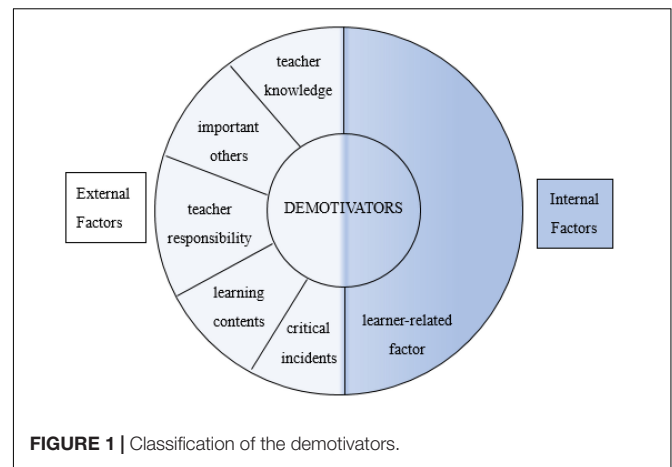 teacher
knowledge
important
others
External
Factors
teacher
responsibility
DEMOTIVATORS
Internal
Factors
learning
contents
critical
incidents
learner-related
factor
FIGURE 1 | Classification of the demotivators.